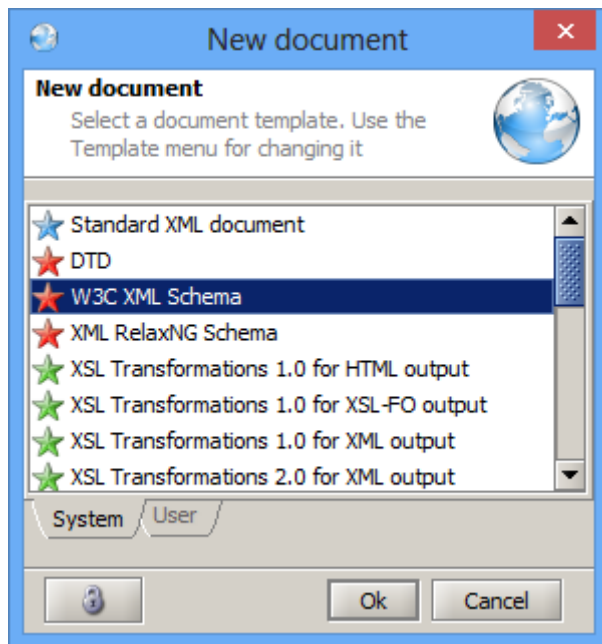 New document
New document
Select a document template. Use the
Template menu for changing it
Standard XML document
DTD
W3C XML Schema
XML RelaxNG Schema
XSL Transformations 1.0 for HTML output
XSL Transformations 1.0 for XSL-FO output
XSL Transformations 1.0 for XML output
XSL Transformations 2.0 for XML output
System User
Ok Cancel